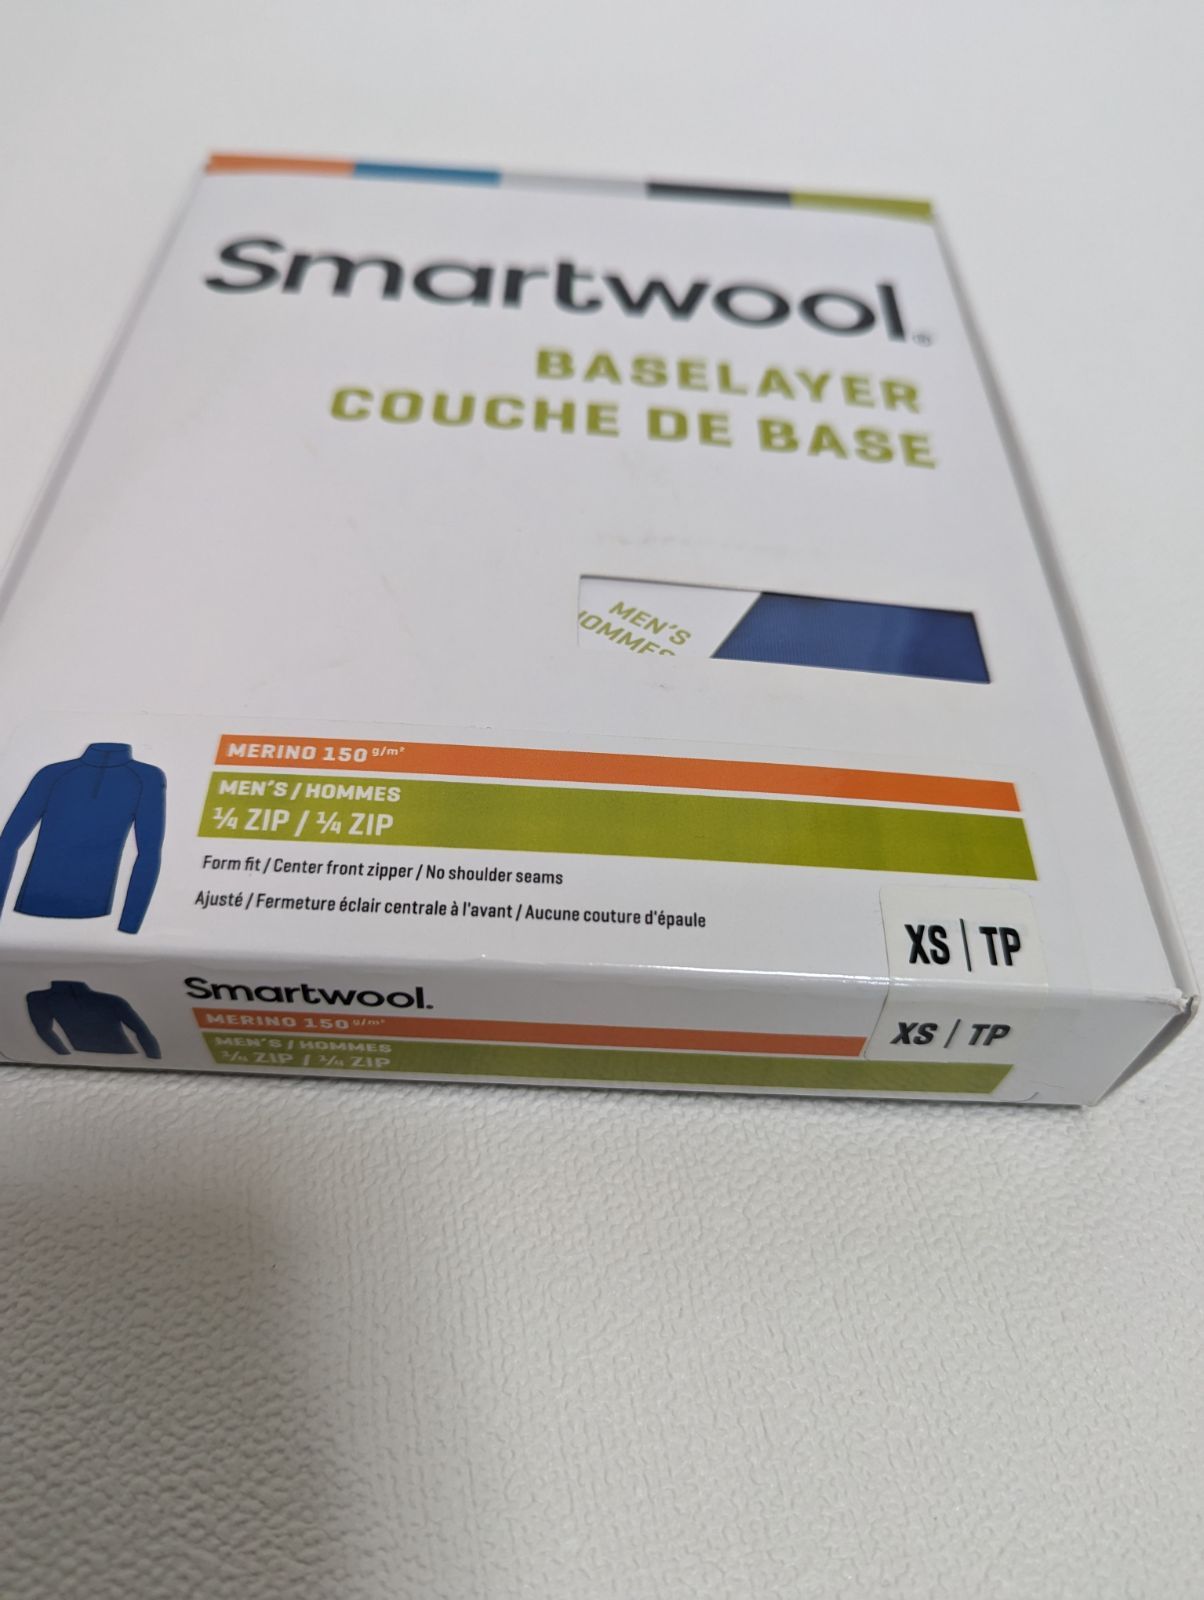 Smartwool®
BASELAYER
COUCHE DE BASE
MEN'S
HOMMES
MERINO 150 g/m²
MEN'S / HOMMES
¼ ZIP / ¼ ZIP
Form fit / Center front zipper / No shoulder seams
Ajusté / Fermeture éclair centrale à l'avant / Aucune couture d'épaule
XS | TP
Smartwool.
MERINO 150 g/m²
MEN'S / HOMMES
¼ ZIP / ¼ ZIP
XS / TP